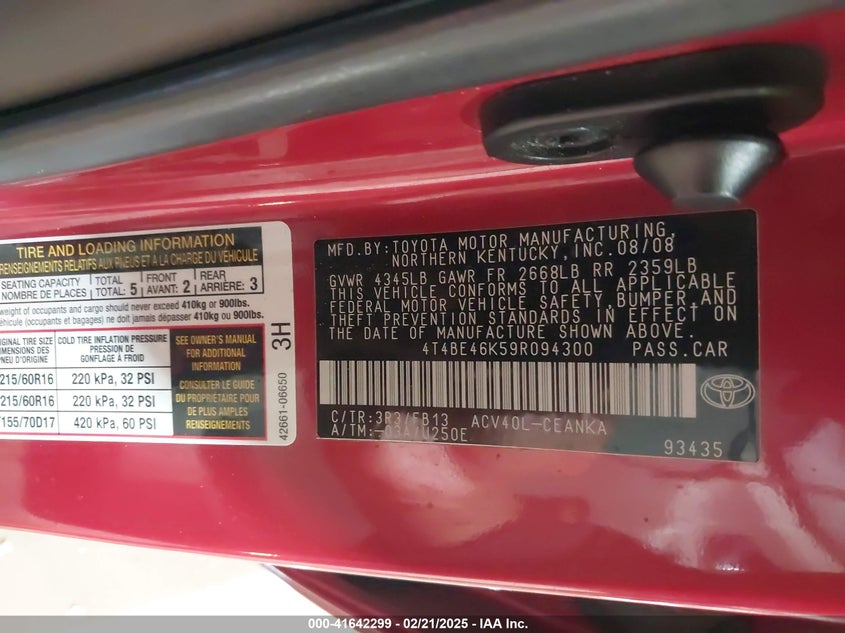 TIRE AND LOADING INFORMATION
RENSEIGNEMENTS RELATIFS AUX PNEUS ET À LA CHARGE DU VÉHICULE
SEATING CAPACITY
NOMBRE DE PLACES
TOTAL:
TOTAL: 5
FRONT
AVANT: 2
REAR
ARRIÈRE: 3
weight of occupants and cargo should never exceed 410kg or 900lbs.
(occupants et bagages) ne doit jamais dépasser 410kg ou 900lbs.
COLD TIRE INFLATION PRESSURE
PRESSION DE
GONFLAGE À FROID
215/60R16 220 kPa, 32 PSI
215/60R16 220 kPa, 32 PSI
155/70D17 420 kPa, 60 PSI
SEE OWNER'S MANUAL
FOR ADDITIONAL
INFORMATION
CONSULTER LE GUIDE
DU PROPRIÉTAIRE
POUR PLUS DE
RENSEIGNEMENTS
3H
42661-06650
MFD.BY:TOYOTA MOTOR MANUFACTURING,
NORTHERN KENTUCKY,INC.08/08
GVWR 4345LB GAWR FR 2668LB RR 2359LB
THIS VEHICLE CONFORMS TO ALL APPLICABLE
FEDERAL MOTOR VEHICLE SAFETY,BUMPER,AND
THEFT PREVENTION STANDARDS IN EFFECT ON
THE DATE OF MANUFACTURE SHOWN ABOVE.
4T4BE46K59R094300 PASS.CAR
C/TR:3R3/FB13 ACV40L-CEANKA
A/TM:-03A/U250E
93435
000-41642299 - 02/21/2025 - IAA Inc.